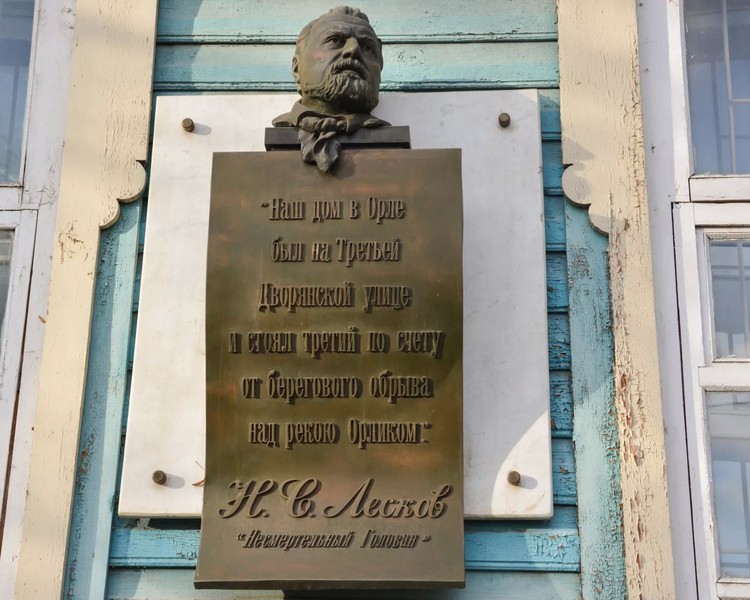 "Наш дом в Орле
был на Третьей
Дворянской улице
и стоял третий по счету
от берегового обрыва
над рекою Орликом".
Н. С. Лесков
"Несмертельный Голован"